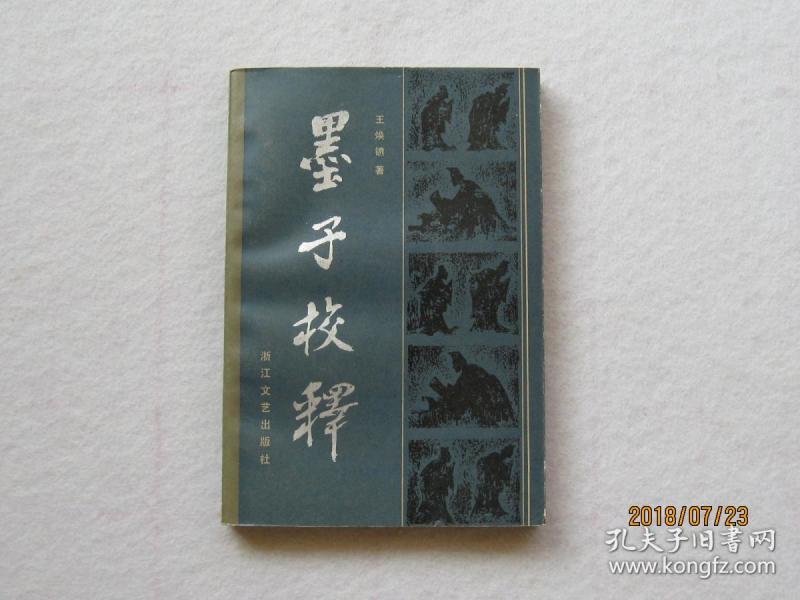 墨子校释
王焕镳著
浙江文艺出版社
2018/07/23
孔夫子旧书网
www.kongfz.com